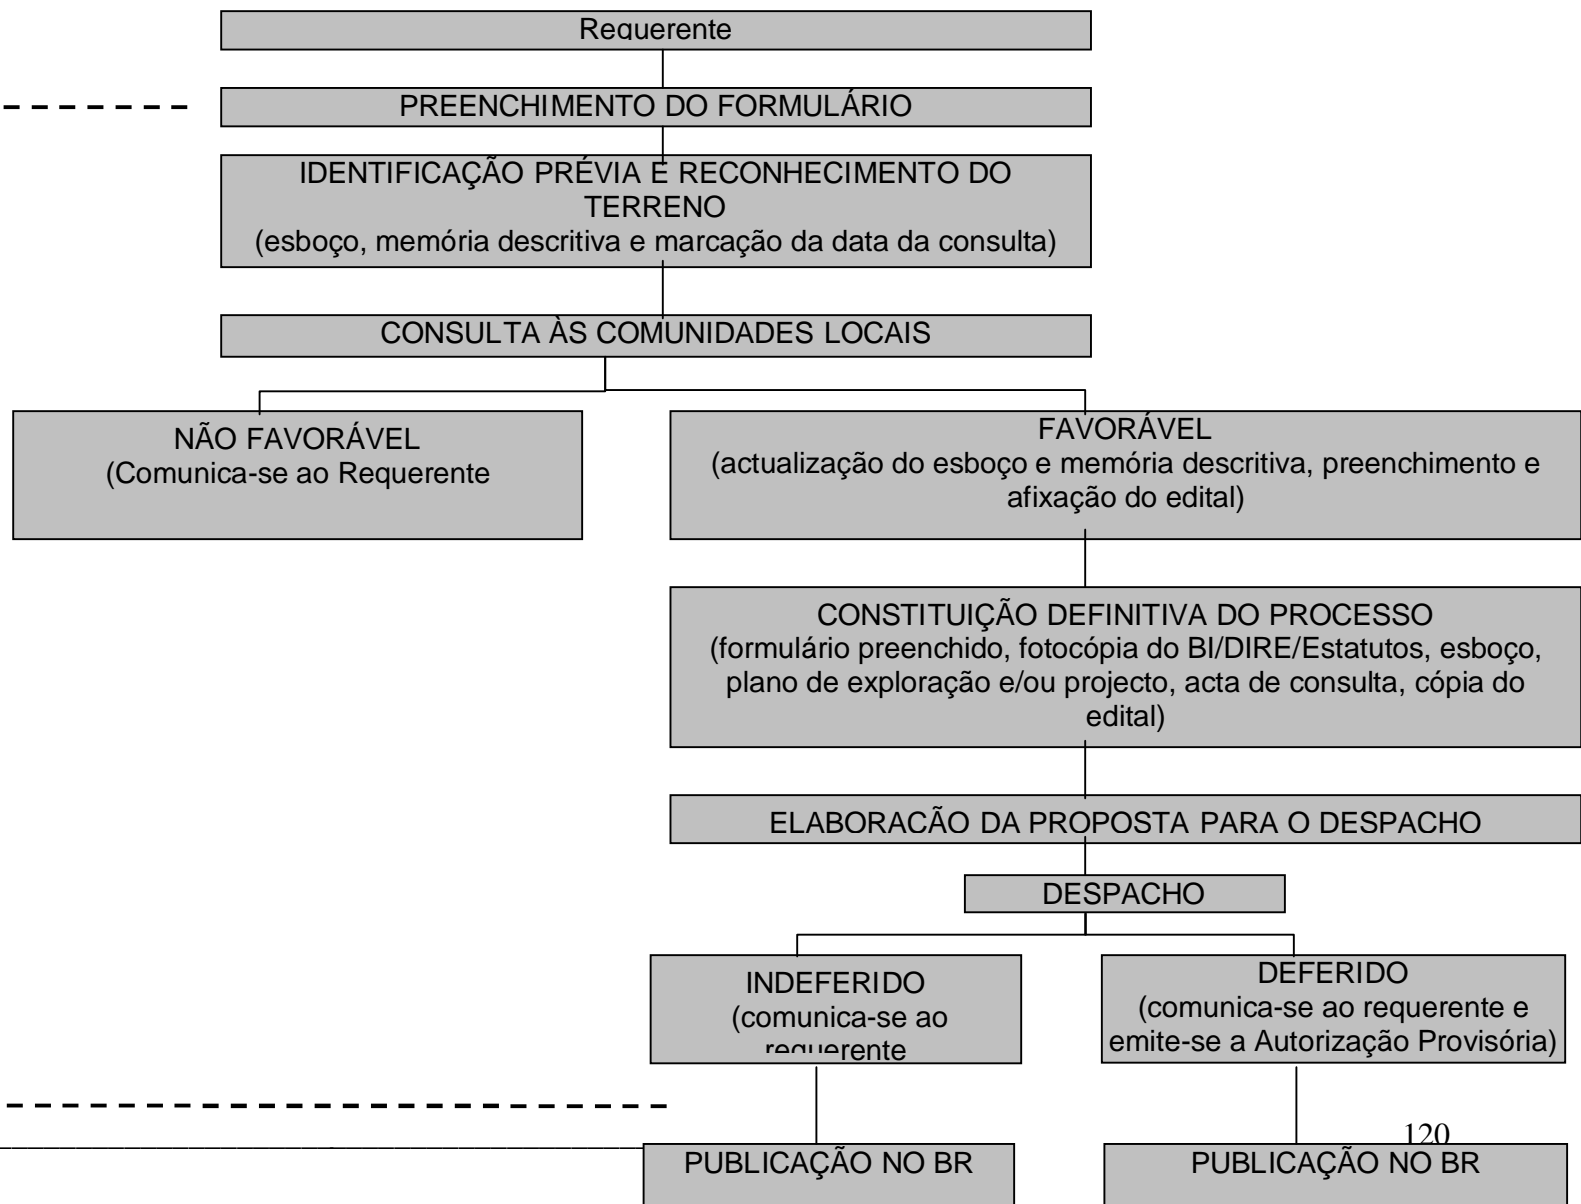 Requerente
PREENCHIMENTO DO FORMULÁRIO
IDENTIFICAÇÃO PRÉVIA E RECONHECIMENTO DO
TERRENO
(esboço, memória descritiva e marcação da data da consulta)
CONSULTA ÀS COMUNIDADES LOCAIS
NÃO FAVORÁVEL
(Comunica-se ao Requerente
FAVORÁVEL
(actualização do esboço e memória descritiva, preenchimento e
afixação do edital)
CONSTITUIÇÃO DEFINITIVA DO PROCESSO
(formulário preenchido, fotocópia do BI/DIRE/Estatutos, esboço,
plano de exploração e/ou projecto, acta de consulta, cópia do
edital)
ELABORAÇÃO DA PROPOSTA PARA O DESPACHO
DESPACHO
INDEFERIDO
(comunica-se ao
requerente
DEFERIDO
(comunica-se ao requerente e
emite-se a Autorização Provisória)
120
PUBLICAÇÃO NO BR
PUBLICAÇÃO NO BR